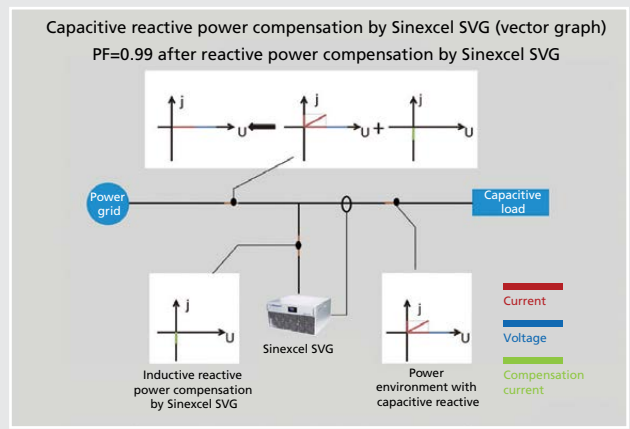 Capacitive reactive power compensation by Sinexcel SVG (vector graph)
PF=0.99 after reactive power compensation by Sinexcel SVG
j
U
j
U
+
j
U
Power
grid
Capacitive
load
j
U
Inductive reactive
power compensation
by Sinexcel SVG
Sinexcel SVG
j
U
Power
environment with
capacitive reactive
Current
Voltage
Compensation
current